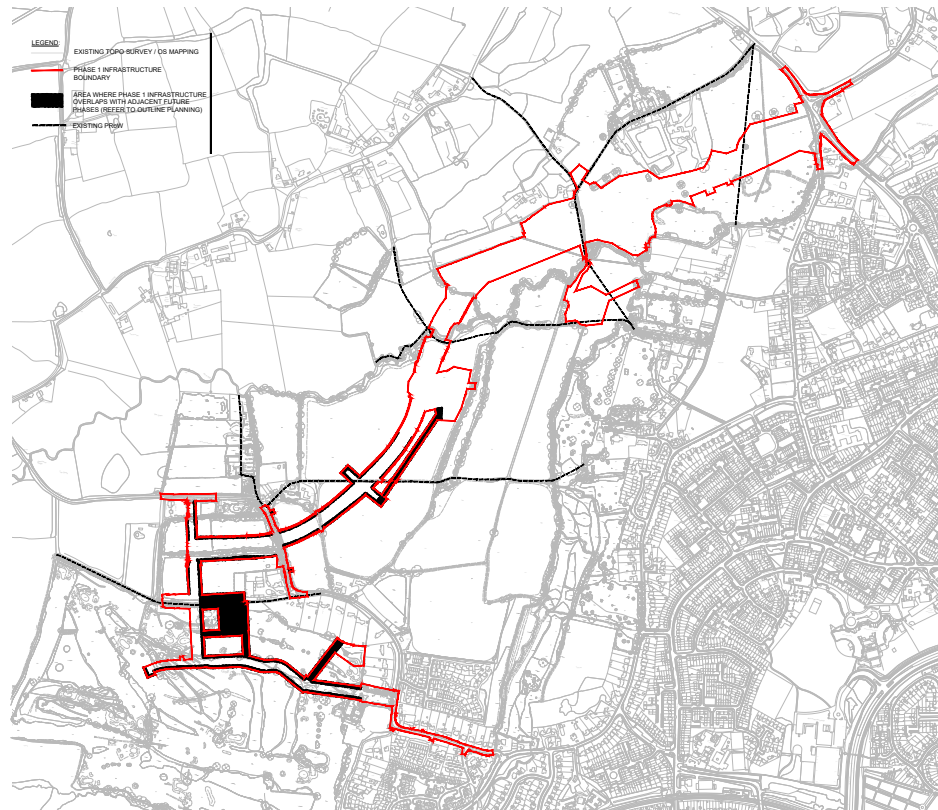 LEGEND:
EXISTING TOPO SURVEY / OS MAPPING
PHASE 1 INFRASTRUCTURE
BOUNDARY
AREA WHERE PHASE 1 INFRASTRUCTURE
OVERLAPS WITH ADJACENT FUTURE
PHASES (REFER TO OUTLINE PLANNING)
EXISTING PRoW